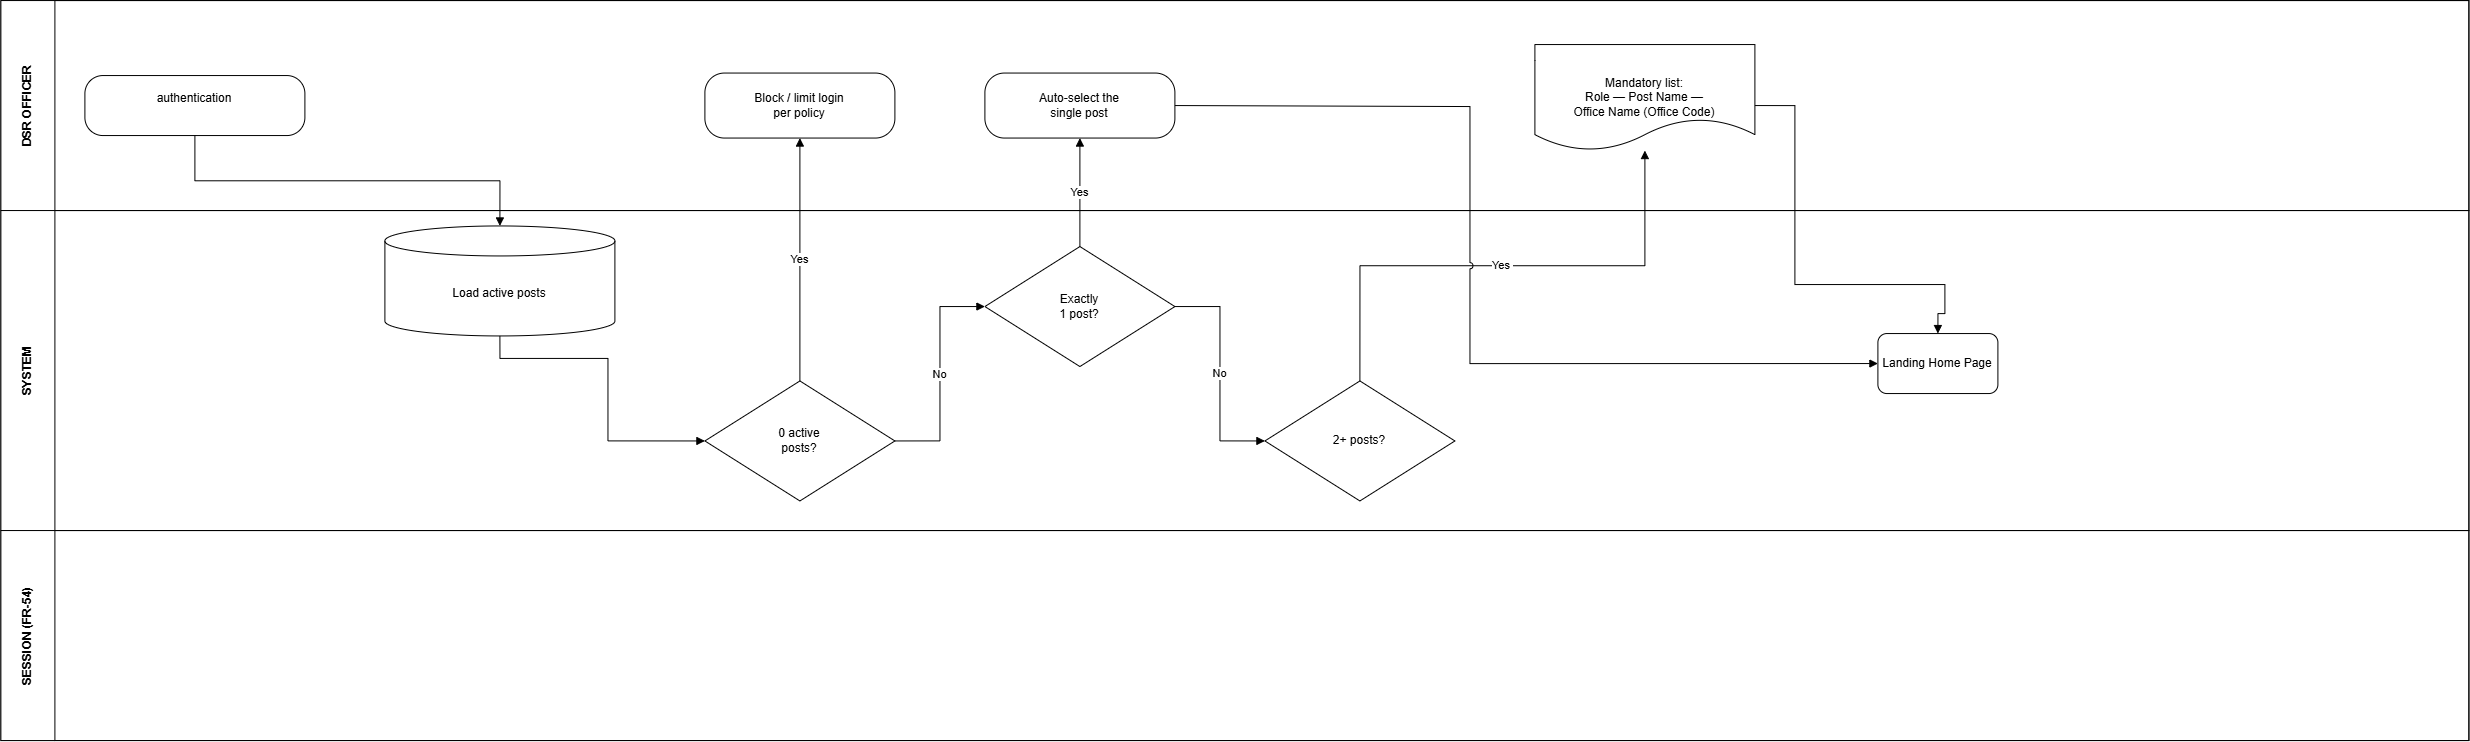 DSR OFFICER
authentication
Block / limit login
per policy
Auto-select the
single post
Mandatory list:
Role — Post Name —
Office Name (Office Code)
Yes
SYSTEM
Load active posts
Yes
Exactly
1 post?
Yes
No
No
0 active
posts?
2+ posts?
Landing Home Page
SESSION (FR-54)